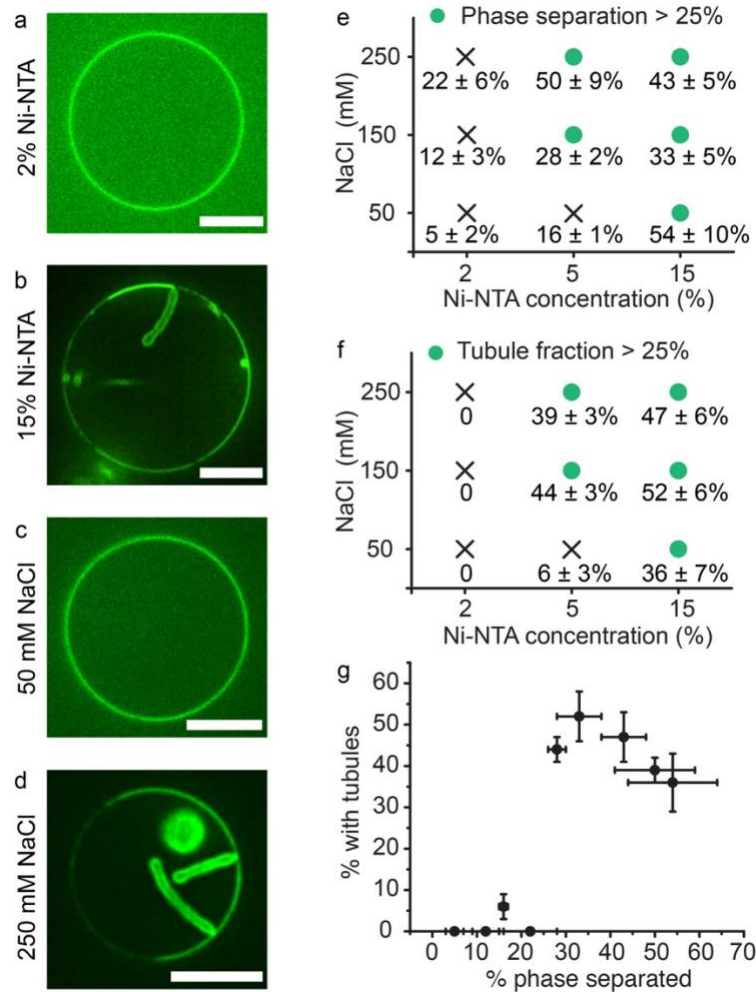 a
2% Ni-NTA
b
15% Ni-NTA
c
50 mM NaCl
d
250 mM NaCl
e
Phase separation > 25%
NaCl (mM)
250
22 ± 6% 50 ± 9% 43 ± 5%
150
12 ± 3% 28 ± 2% 33 ± 5%
50
5 ± 2% 16 ± 1% 54 ± 10%
2 5 15
Ni-NTA concentration (%)
f
Tubule fraction > 25%
NaCl (mM)
250
0 39 ± 3% 47 ± 6%
150
0 44 ± 3% 52 ± 6%
50
0 6 ± 3% 36 ± 7%
2 5 15
Ni-NTA concentration (%)
g
% with tubules
60
50
40
30
20
10
0
0 10 20 30 40 50 60 70
% phase separated